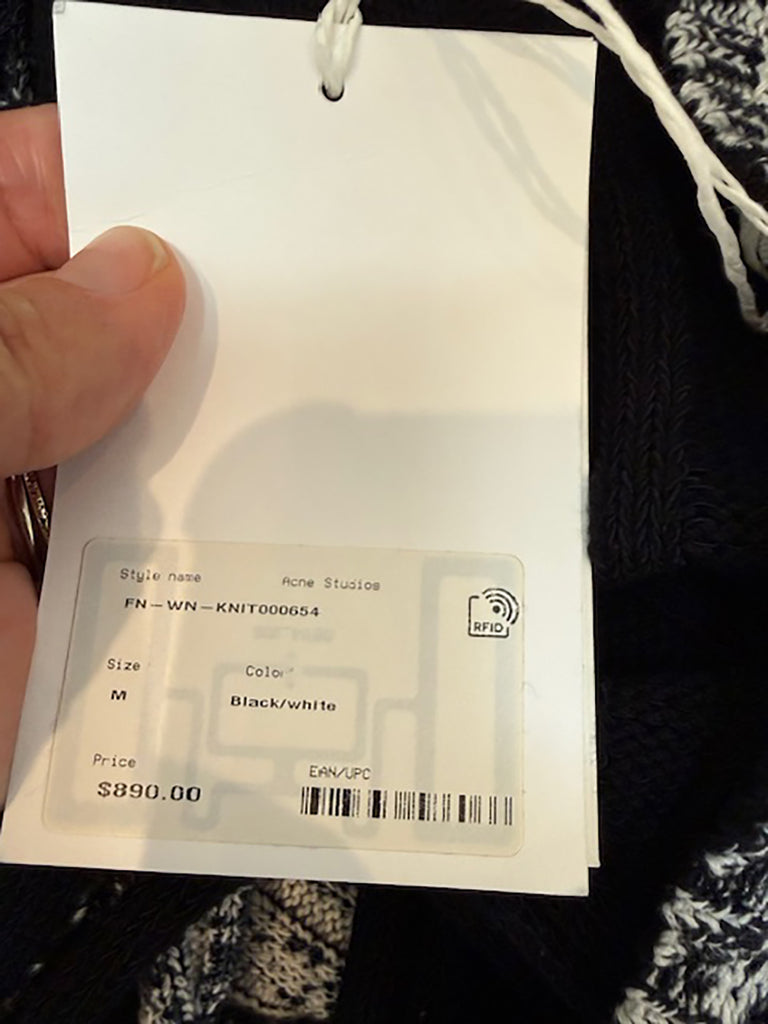 Style name Acne Studios
FN-WN-KNIT000654
RFID
Size Color
M Black/white
Price EAN/UPC
$890.00